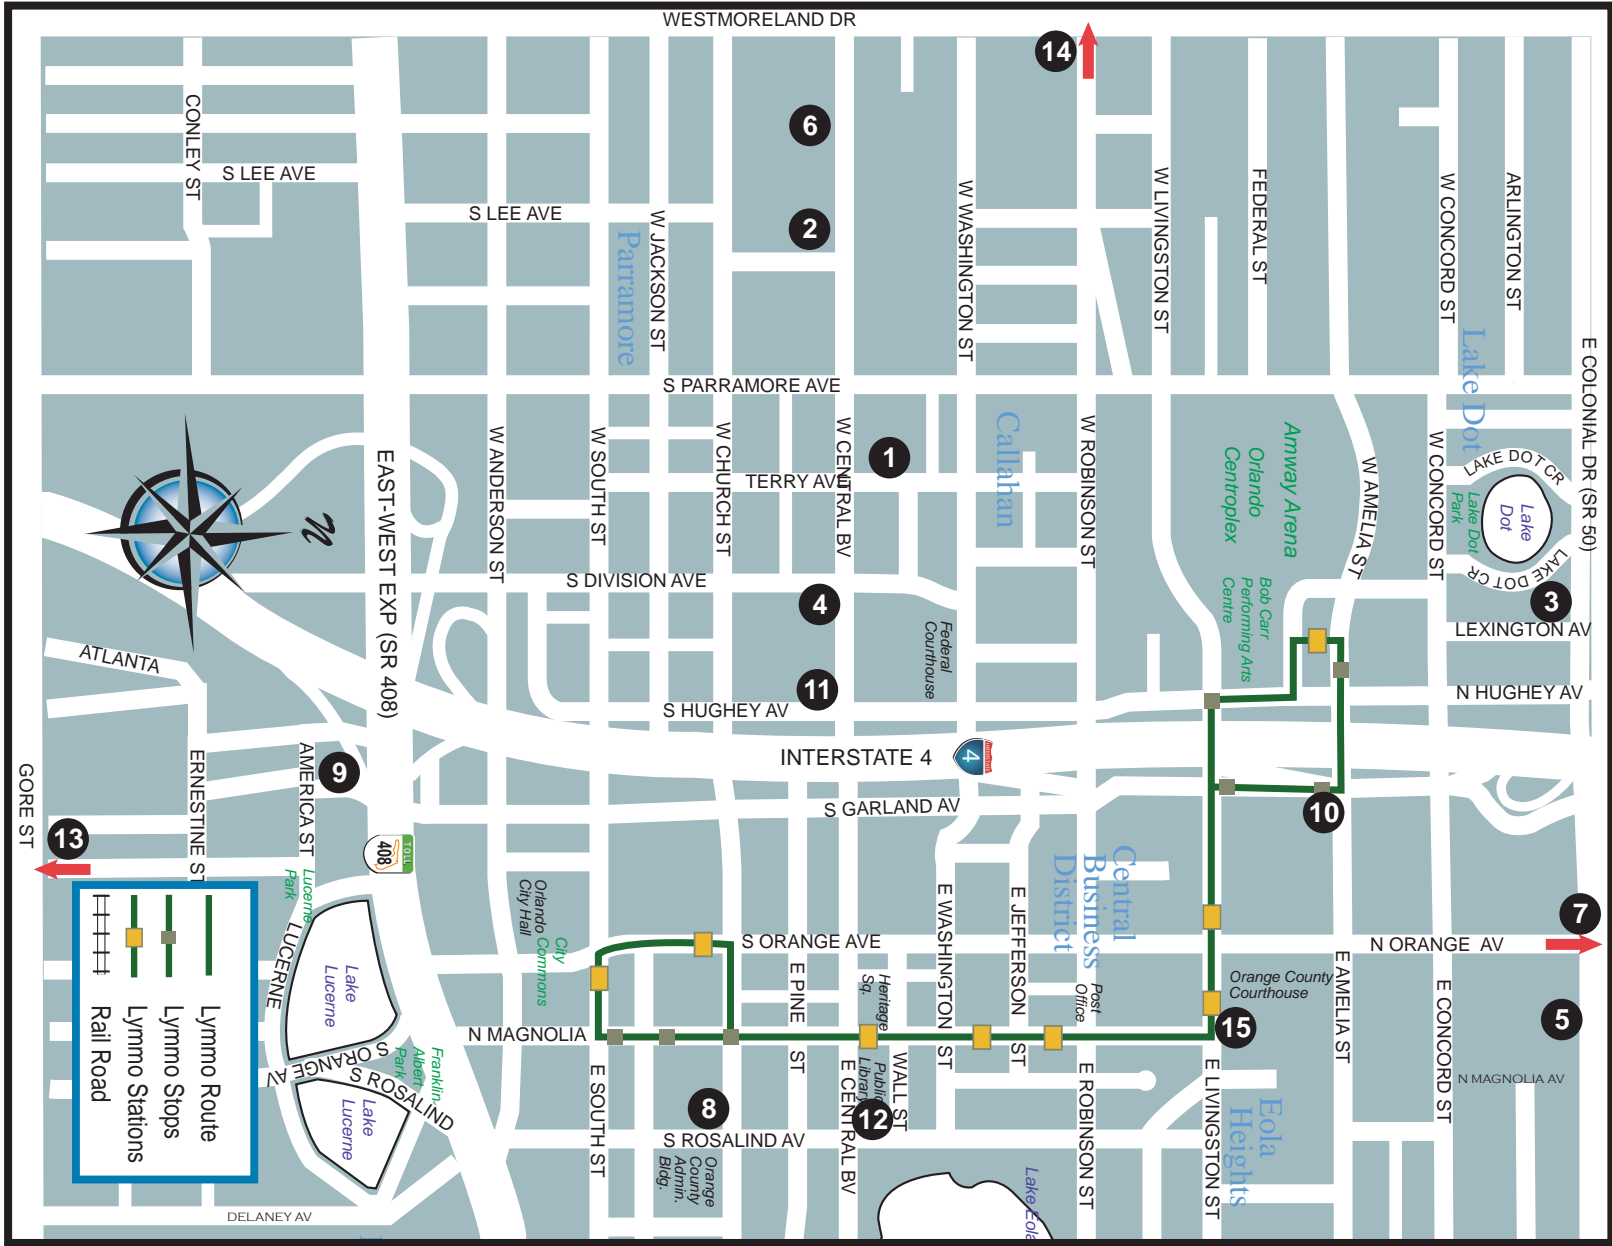 WESTMORELAND DR
14
6
CONLEY ST
S LEE AVE
S LEE AVE
2
W JACKSON ST
Parramore
W WASHINGTON ST
W LIVINGSTON ST
FEDERAL ST
W CONCORD ST
ARLINGTON ST
E COLONIAL DR (SR 50)
Lake Dot
S PARRAMORE AVE
W ANDERSON ST
W SOUTH ST
W CHURCH ST
W CENTRAL BV
1
TERRY AVE
Callahan
W ROBINSON ST
Amway Arena
Orlando
Centroplex
W AMELIA ST
W CONCORD ST
LAKE DOT CR
Lake
Dot
Lake Dot
Park
LAKE DOT CR
3
n
EAST-WEST EXP (SR 408)
S DIVISION AVE
4
Federal
Courthouse
Bob Carr
Performing Arts
Centre
LEXINGTON AV
ATLANTA
11
S HUGHEY AV
N HUGHEY AV
INTERSTATE 4
INTERSTATE
4
GORE ST
ERNESTINE ST
AMERICA ST
9
S GARLAND AV
10
13
TOLL
408
Lucerne
Park
LUCERNE
Lake
Lucerne
Orlando
City Hall
City
Commons
S ORANGE AVE
E PINE
ST
Heritage
Sq.
E WASHINGTON ST
E JEFFERSON ST
Central
Business
District
Post
Office
7
N ORANGE AV
Orange County
Courthouse
E AMELIA ST
E CONCORD ST
5
15
N MAGNOLIA
S ORANGE AV
S ROSALIND
Franklin
Albert
Park
Lake
Lucerne
E SOUTH ST
8
S ROSALIND AV
Orange
County
Admin.
Bldg.
E CENTRAL BV
WALL ST
Public
Library
12
E ROBINSON ST
E LIVINGSTON ST
Eola
Heights
N MAGNOLIA AV
Lake Eola
DELANEY AV
Lymmo Route
Lymmo Stops
Lymmo Stations
Rail Road